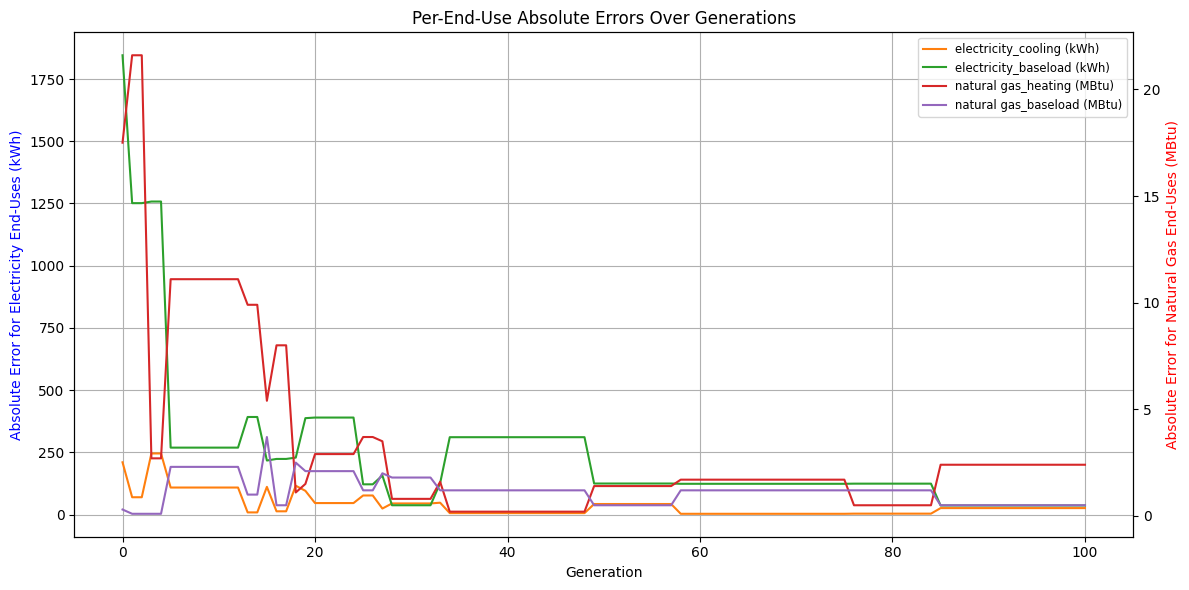 Per-End-Use Absolute Errors Over Generations
electricity_cooling (kWh)
electricity_baseload (kWh)
natural gas_heating (MBtu)
natural gas_baseload (MBtu)
Absolute Error for Electricity End-Uses (kWh)
1750
1500
1250
1000
750
500
250
0
Absolute Error for Natural Gas End-Uses (MBtu)
20
15
10
5
0
0
20
40
60
80
100
Generation